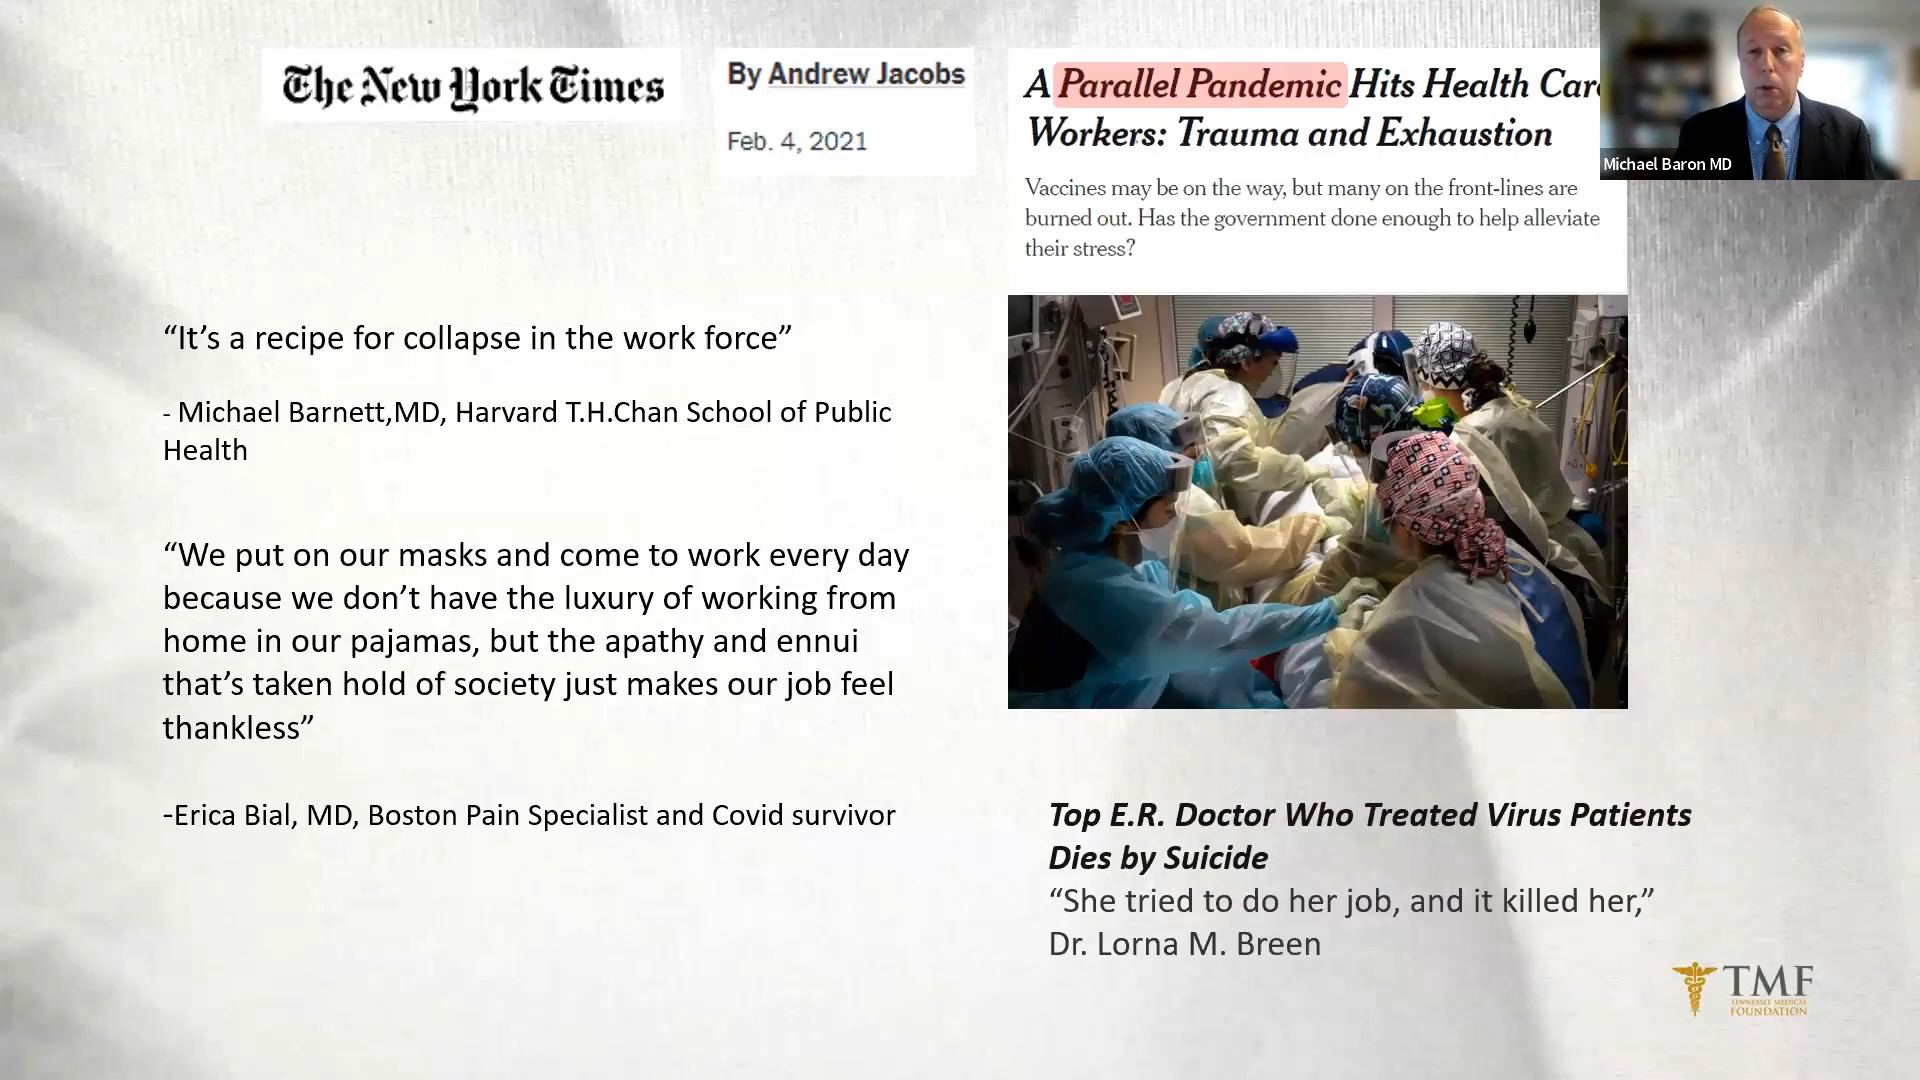 The New York Times
By Andrew Jacobs
Feb. 4, 2021
A Parallel Pandemic Hits Health Car
Workers: Trauma and Exhaustion
Vaccines may be on the way, but many on the front-lines are
burned out. Has the government done enough to help alleviate
their stress?
Michael Baron MD
“It’s a recipe for collapse in the work force”
- Michael Barnett,MD, Harvard T.H.Chan School of Public
Health
“We put on our masks and come to work every day
because we don’t have the luxury of working from
home in our pajamas, but the apathy and ennui
that’s taken hold of society just makes our job feel
thankless”
-Erica Bial, MD, Boston Pain Specialist and Covid survivor
Top E.R. Doctor Who Treated Virus Patients
Dies by Suicide
“She tried to do her job, and it killed her,”
Dr. Lorna M. Breen
TMF
TENNESSEE MEDICAL
FOUNDATION